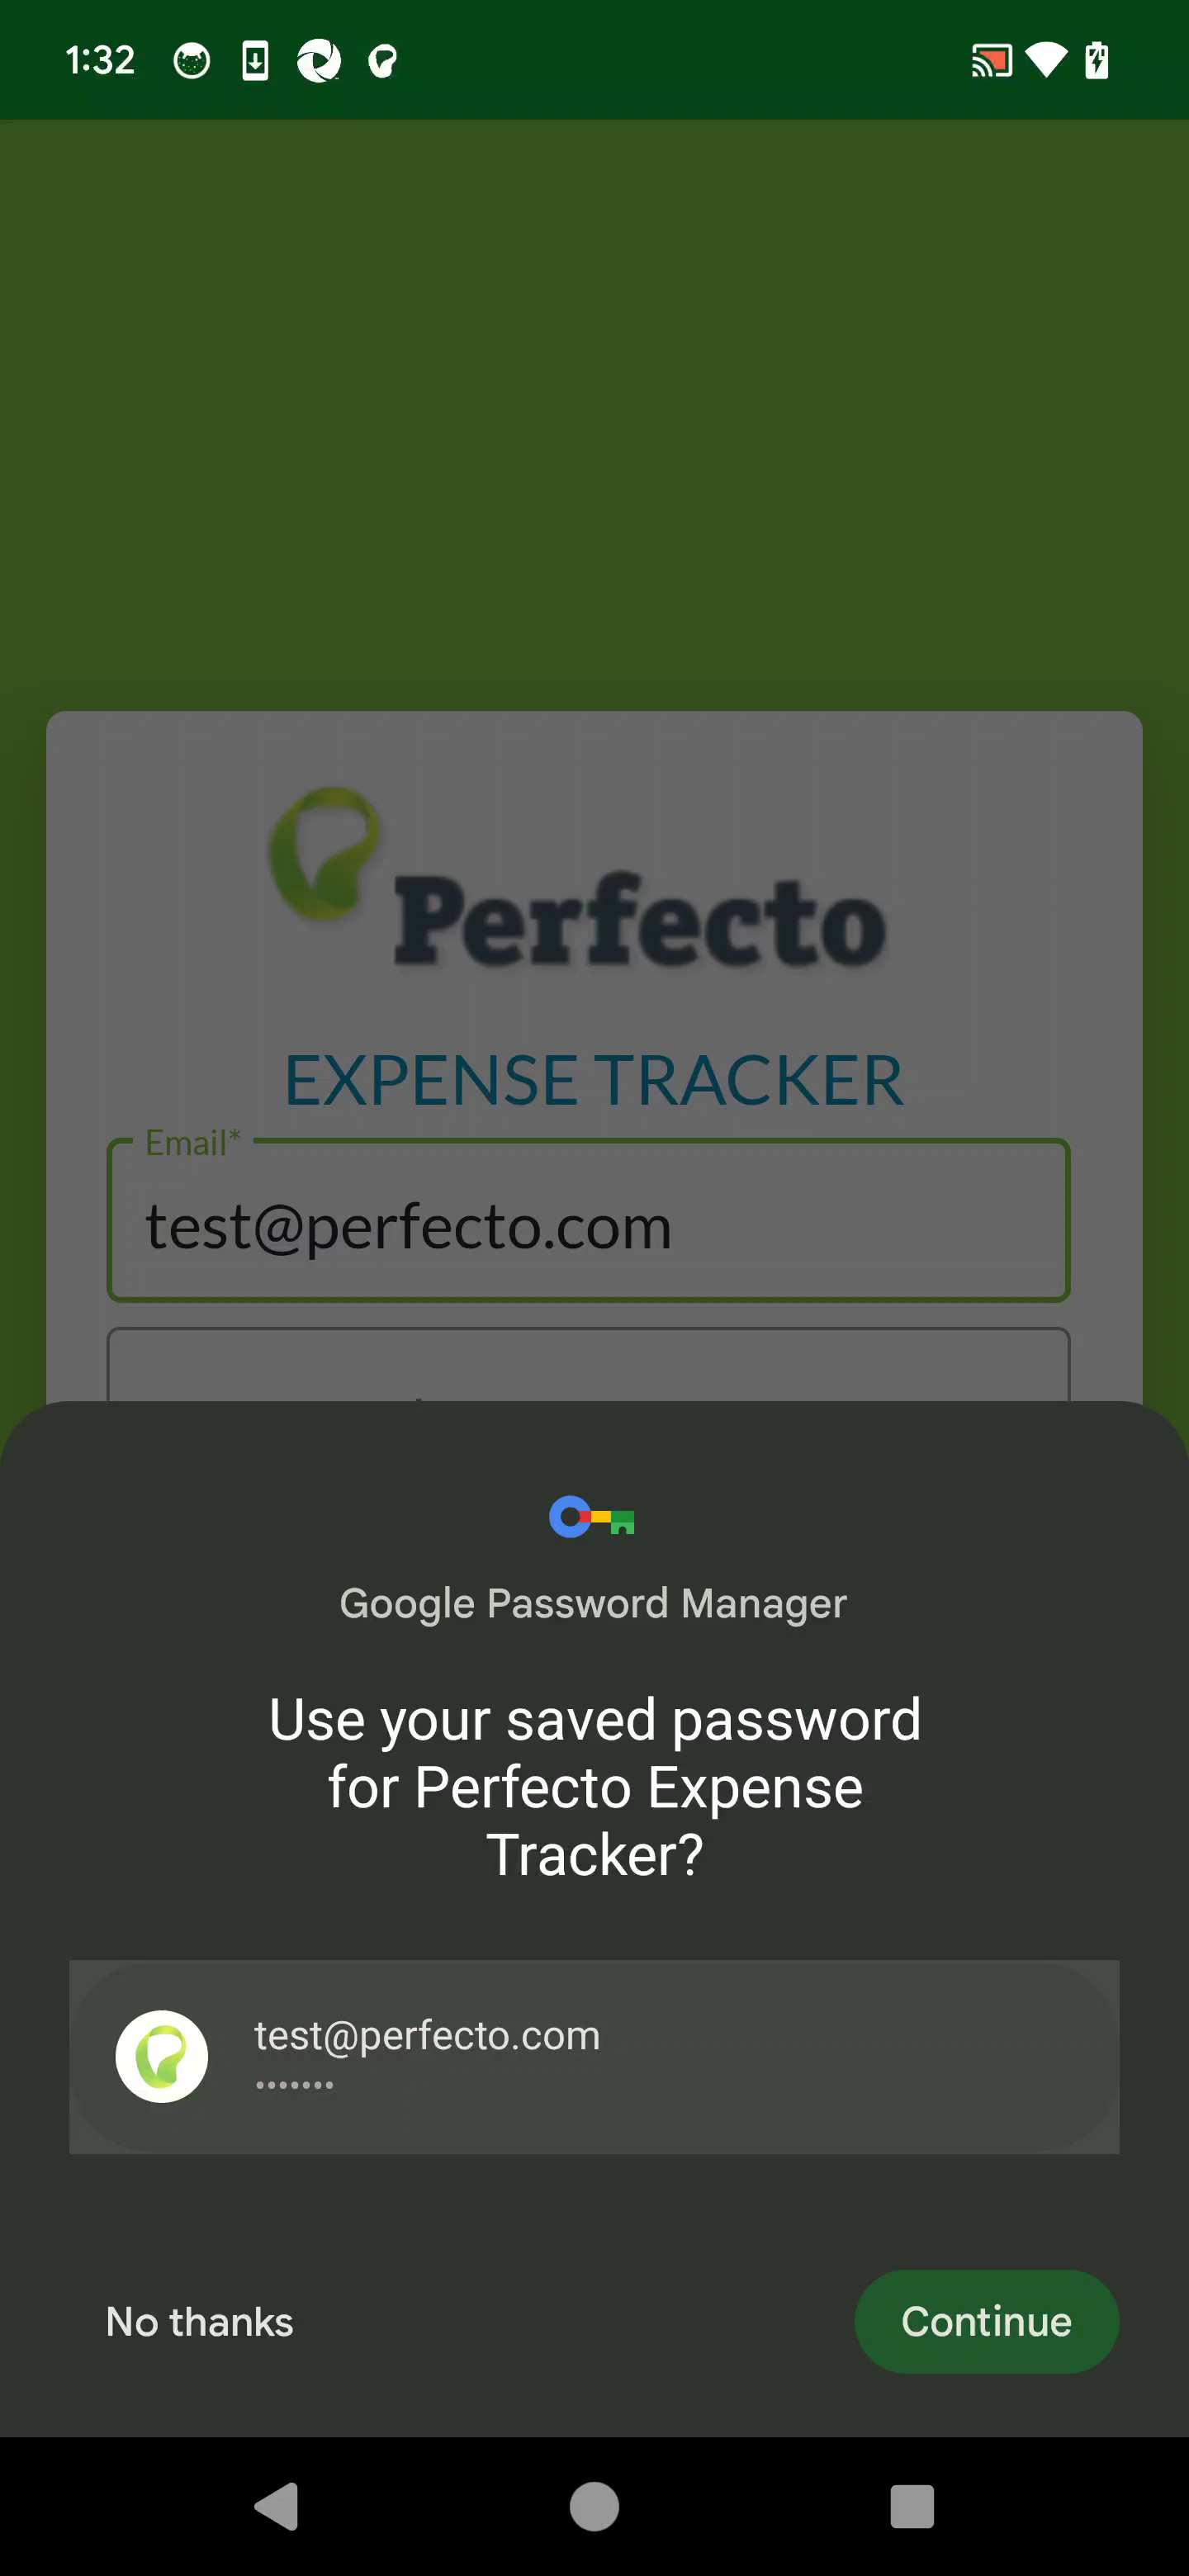 1:32
Perfecto
EXPENSE TRACKER
Email*
test@perfecto.com
Google Password Manager
Use your saved password
for Perfecto Expense
Tracker?
test@perfecto.com
•••••••
No thanks
Continue